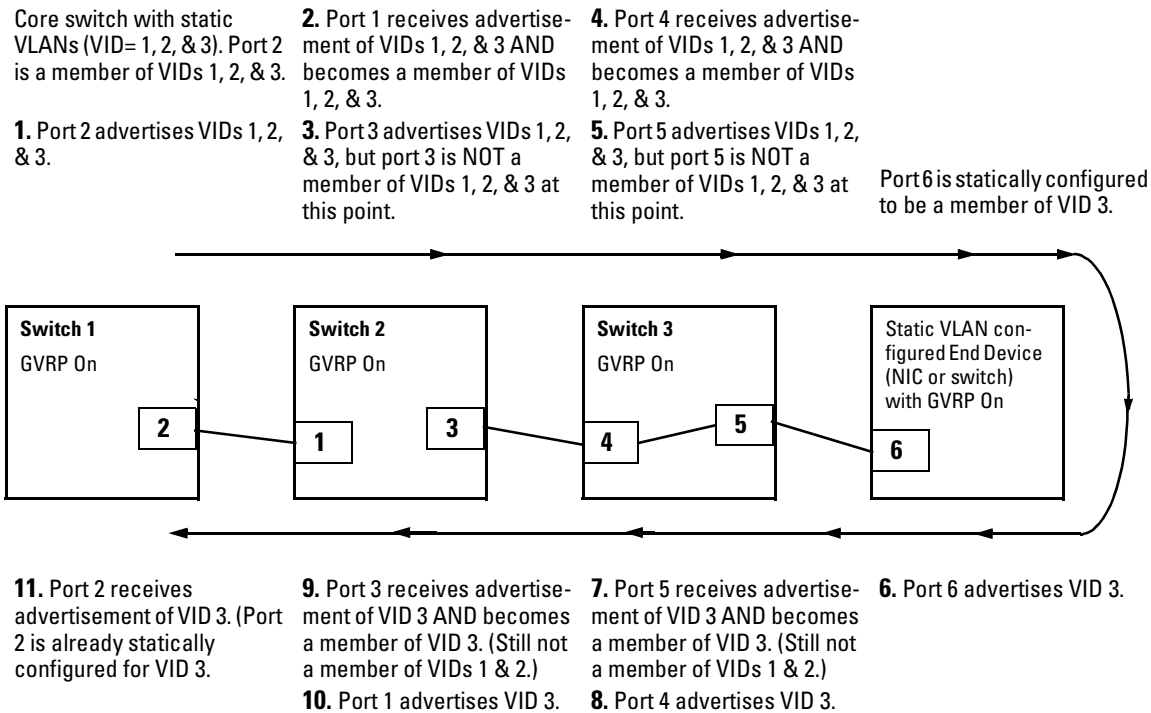 Core switch with static
VLANs (VID= 1, 2, & 3). Port 2
is a member of VIDs 1, 2, & 3.
1. Port 2 advertises VIDs 1, 2,
& 3.
2. Port 1 receives advertise-
ment of VIDs 1, 2, & 3 AND
becomes a member of VIDs
1, 2, & 3.
3. Port 3 advertises VIDs 1, 2,
& 3, but port 3 is NOT a
member of VIDs 1, 2, & 3 at
this point.
4. Port 4 receives advertise-
ment of VIDs 1, 2, & 3 AND
becomes a member of VIDs
1, 2, & 3.
5. Port 5 advertises VIDs 1, 2,
& 3, but port 5 is NOT a
member of VIDs 1, 2, & 3 at
this point.
Port 6 is statically configured
to be a member of VID 3.
Switch 1
GVRP On
2
Switch 2
GVRP On
1
3
Switch 3
GVRP On
4
5
Static VLAN con-
figured End Device
(NIC or switch)
with GVRP On
6
11. Port 2 receives
advertisement of VID 3. (Port
2 is already statically
configured for VID 3.
9. Port 3 receives advertise-
ment of VID 3 AND becomes
a member of VID 3. (Still not
a member of VIDs 1 & 2.)
10. Port 1 advertises VID 3.
7. Port 5 receives advertise-
ment of VID 3 AND becomes
a member of VID 3. (Still not
a member of VIDs 1 & 2.)
8. Port 4 advertises VID 3.
6. Port 6 advertises VID 3.